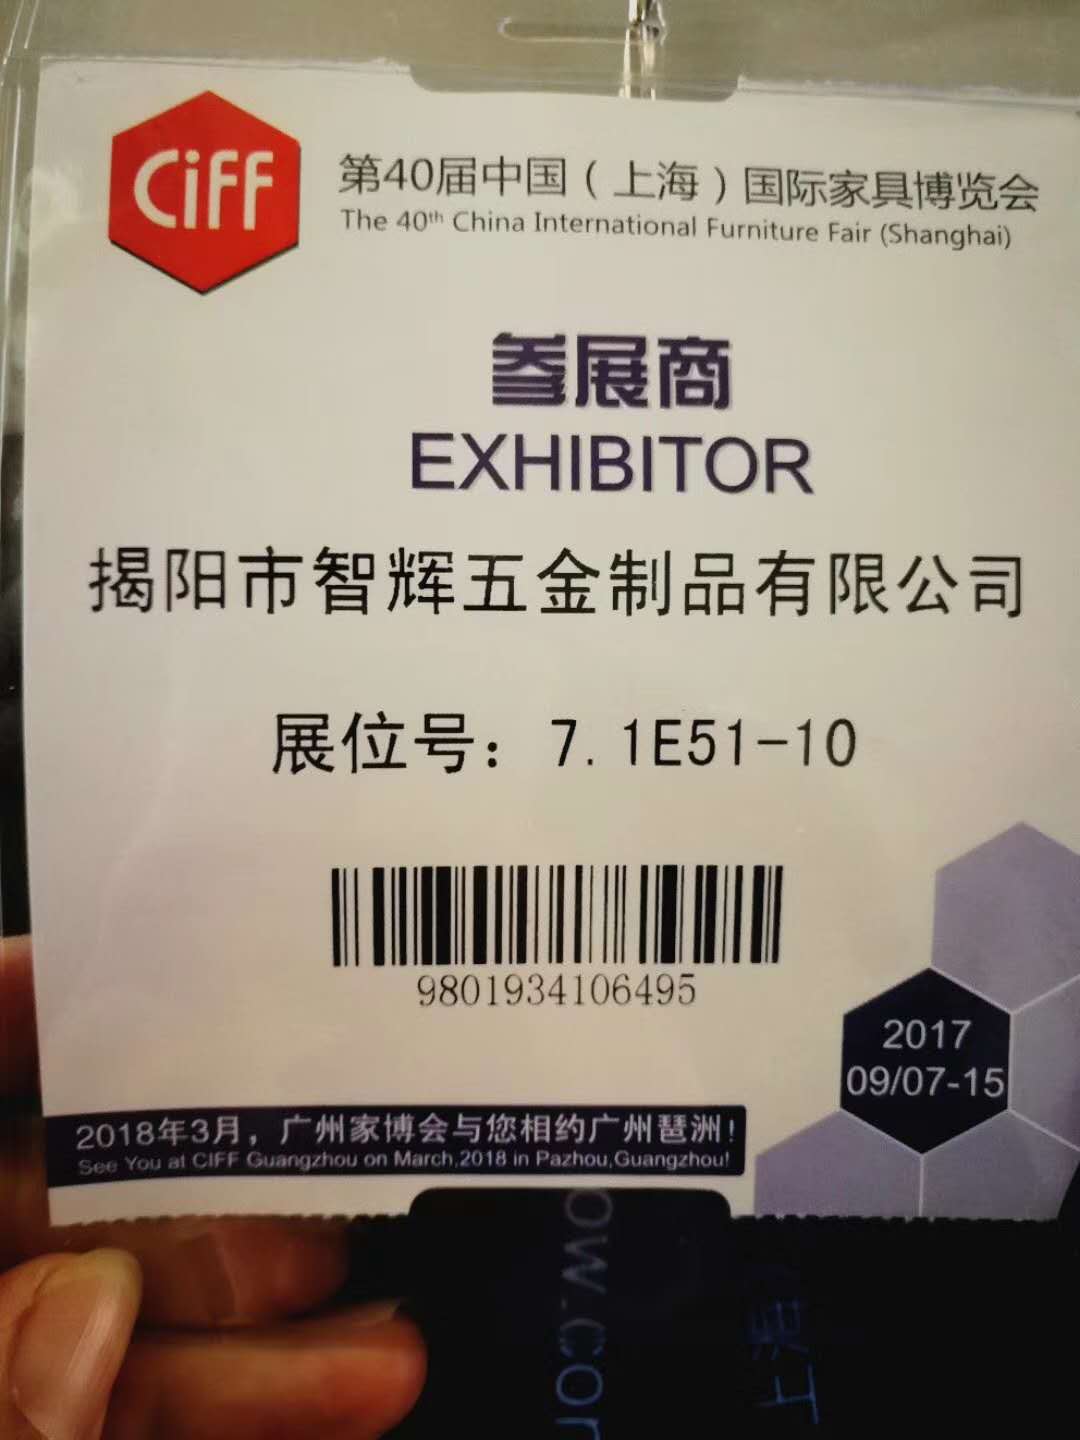 CiFF
第40届中国（上海）国际家具博览会
The 40th China International Furniture Fair (Shanghai)
参展商
EXHIBITOR
揭阳市智辉五金制品有限公司
展位号：7.1E51-10
9801934106495
2017
09/07-15
2018年3月，广州家博会与您相约广州琶洲！
See You at CIFF Guangzhou on March,2018 in Pazhou,Guangzhou!
ow.com